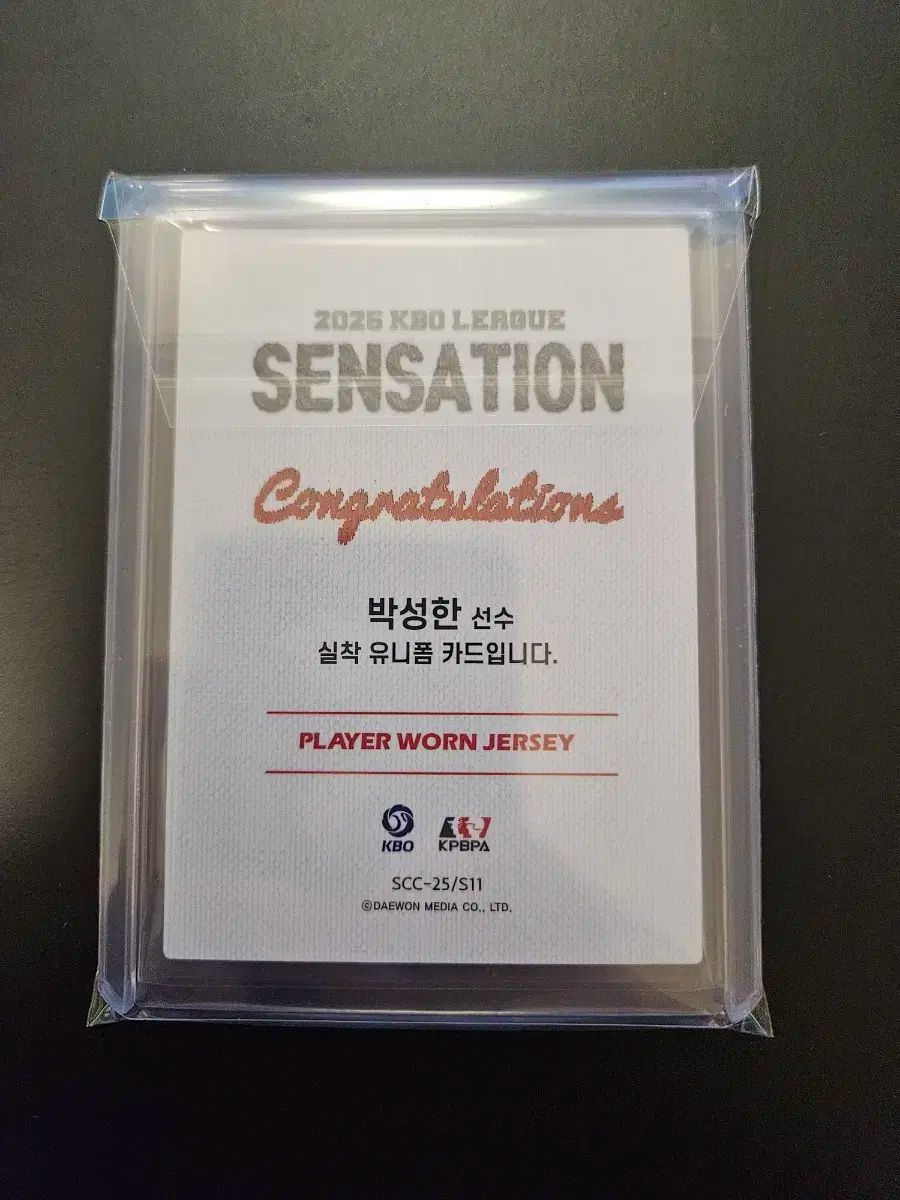 2025 KBO LEAGUE
SENSATION
Congratulations
박성한 선수
실착 유니폼 카드입니다.
PLAYER WORN JERSEY
KBO KPBPA
SCC-25/S11
©DAEWON MEDIA CO., LTD.